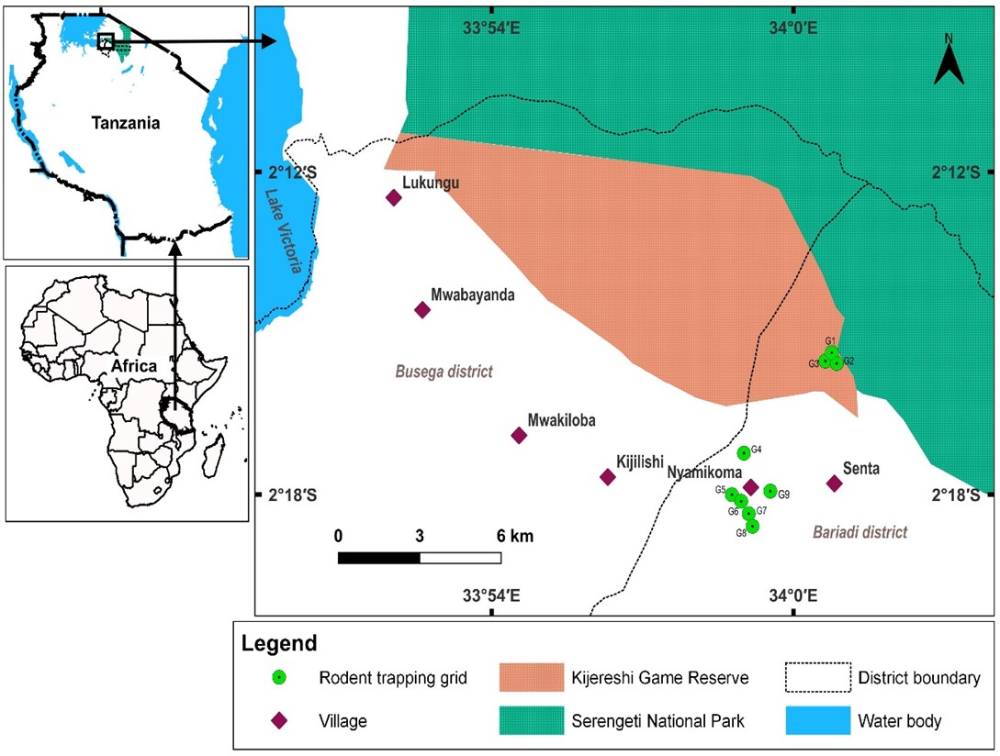 Tanzania
Africa
33°54'E
34°0'E
N
2°12'S
2°12'S
Lukungu
Lake Victoria
Mwabayanda
G1
G3
G2
Busega district
Mwakiloba
G4
Kijilishi
Nyamikoma
Senta
G5
G9
2°18'S
2°18'S
G6
G7
G8
Bariadi district
0 3 6 km
33°54'E
34°0'E
Legend
Rodent trapping grid
Kijereshi Game Reserve
District boundary
Village
Serengeti National Park
Water body